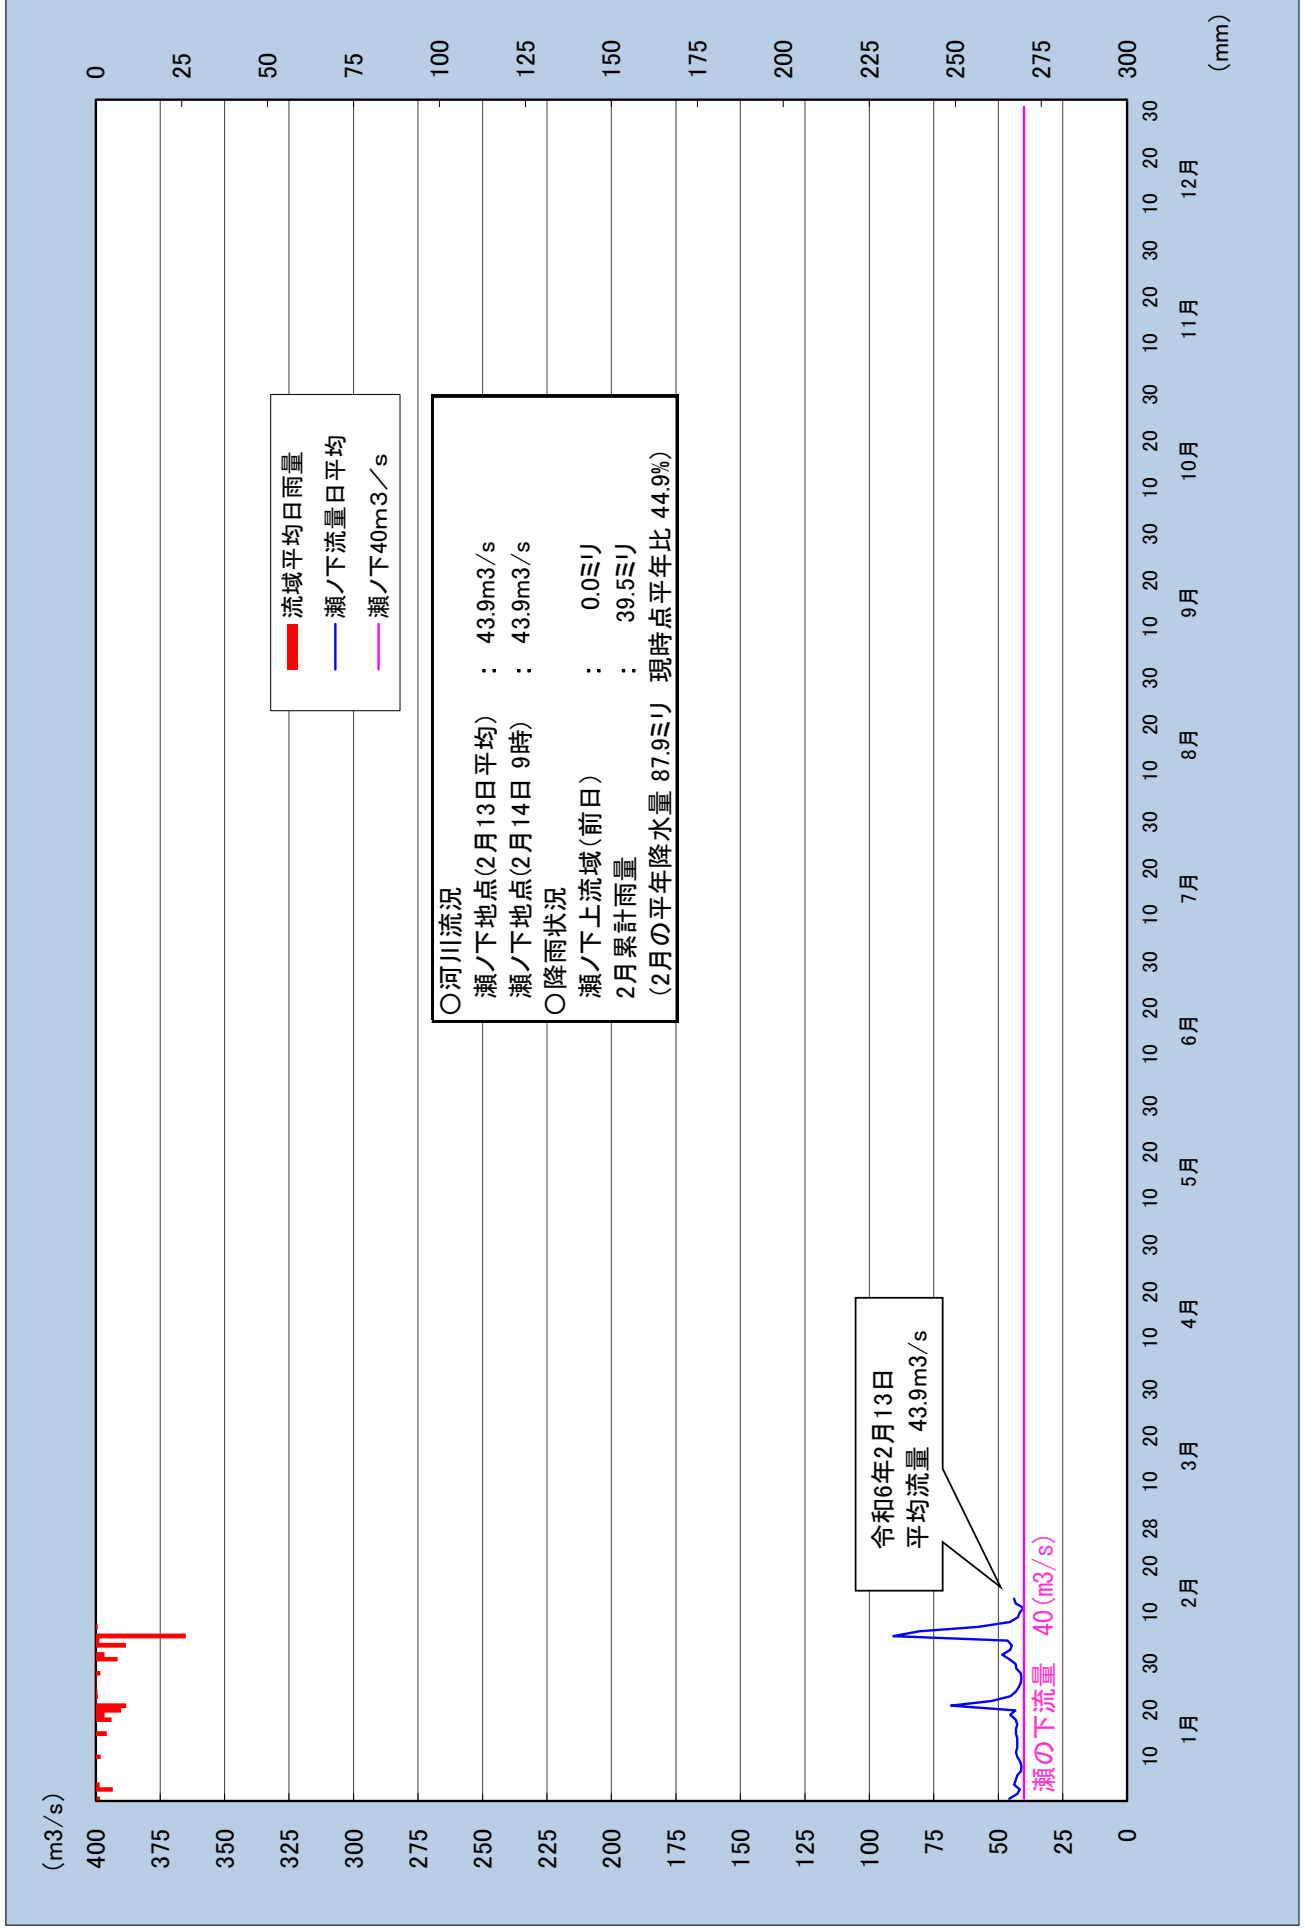 (m3/s)
400
375
350
325
300
275
250
225
200
175
150
125
100
75
50
25
0
0
25
50
75
100
125
150
175
200
225
250
275
300
(mm)
流域平均日雨量
瀬ノ下流量日平均
瀬ノ下40m3／s
○河川流況
瀬ノ下地点(2月13日平均) : 43.9m3/s
瀬ノ下地点(2月14日 9時) : 43.9m3/s
○降雨状況
瀬ノ下上流域(前日) : 0.0ミリ
2月累計雨量 : 39.5ミリ
(2月の平年降水量 87.9ミリ 現時点平年比 44.9%)
令和6年2月13日
平均流量 43.9m3/s
瀬の下流量 40(m3/s)
10 20 30 10 20 28 10 20 30 10 20 30 10 20 30 10 20 30 10 20 30 10 20 30 10 20 30 10 20 30 10 20 30 10 20 30
1月 2月 3月 4月 5月 6月 7月 8月 9月 10月 11月 12月